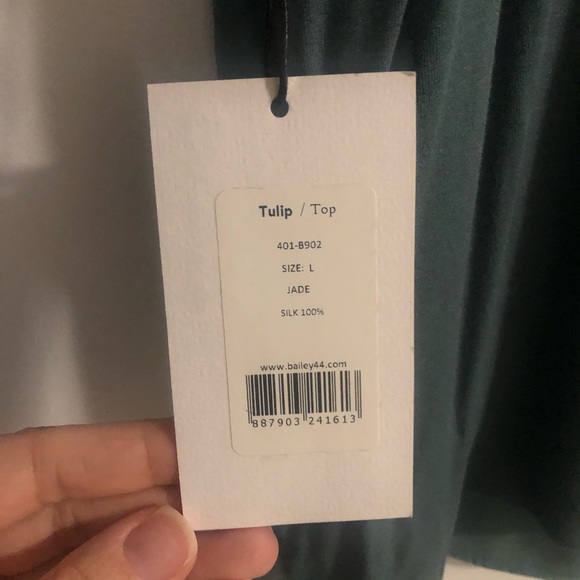 Tulip / Top
401-B902
SIZE: L
JADE
SILK 100%
www.bailey44.com
887903 241613